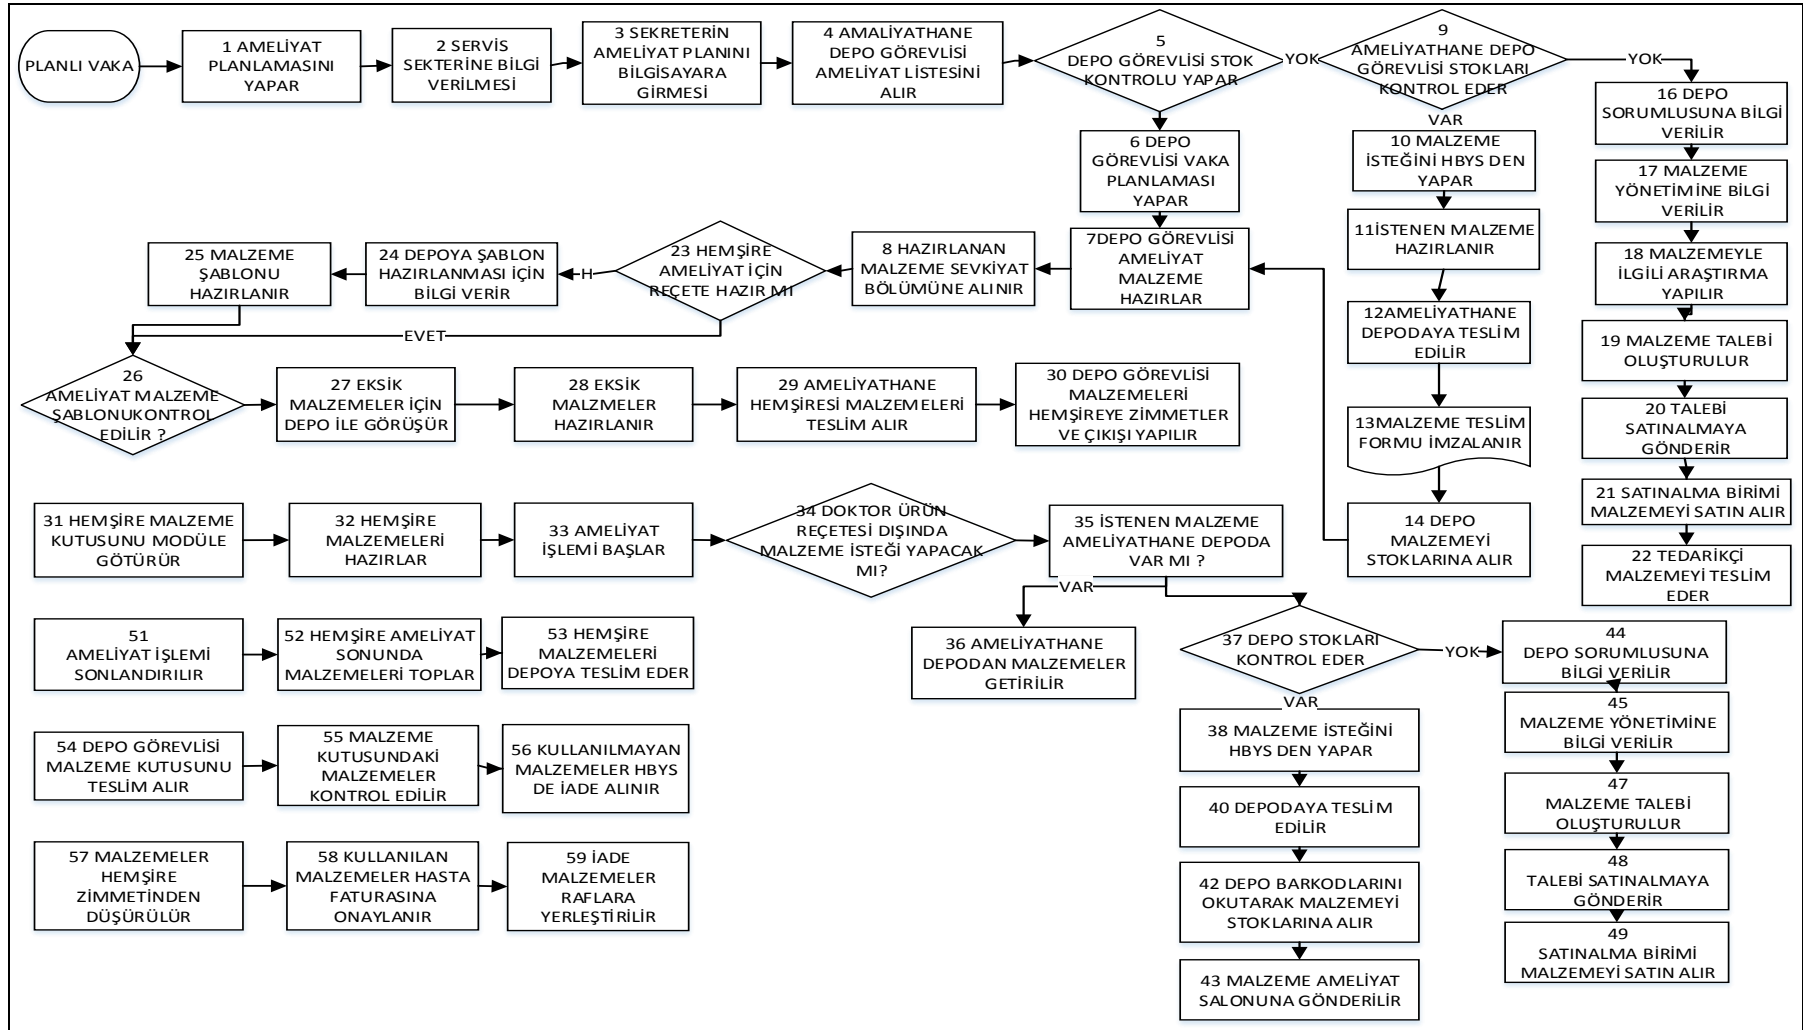 PLANLI VAKA
1 AMELİYAT
PLANLAMASINI
YAPAR
2 SERVİS
SEKTERİNE BİLGİ
VERİLMESİ
3 SEKRETERİN
AMELİYAT PLANINI
BİLGİSAYARA
GİRMESİ
4 AMALİYATHANE
DEPO GÖREVLİSİ
AMELİYAT LİSTESİNİ
ALIR
5
DEPO GÖREVLİSİ STOK
KONTROLU YAPAR
YOK
9
AMELİYATHANE DEPO
GÖREVLİSİ STOKLARI
KONTROL EDER
YOK
VAR
6 DEPO
GÖREVLİSİ VAKA
PLANLAMASI
YAPAR
10 MALZEME
İSTEĞİNİ HBYS DEN
YAPAR
16 DEPO
SORUMLUSUNA BİLGİ
VERİLİR
17 MALZEME
YÖNETİMİNE BİLGİ
VERİLİR
25 MALZEME
ŞABLONU
HAZIRLANIR
24 DEPOYA ŞABLON
HAZIRLANMASI İÇİN
BİLGİ VERİR
H
23 HEMŞİRE
AMELİYAT İÇİN
REÇETE HAZIR MI
8 HAZIRLANAN
MALZEME SEVKİYAT
BÖLÜMÜNE ALINIR
7DEPO GÖREVLİSİ
AMELİYAT
MALZEME
HAZIRLAR
11İSTENEN MALZEME
HAZIRLANIR
18 MALZEMEYLE
İLGİLİ ARAŞTIRMA
YAPILIR
EVET
12AMELİYATHANE
DEPODAYA TESLİM
EDİLİR
19 MALZEME TALEBİ
OLUŞTURULUR
26
AMELİYAT MALZEME
ŞABLONUKONTROL
EDİLİR ?
27 EKSİK
MALZEMELER İÇİN
DEPO İLE GÖRÜŞÜR
28 EKSİK
MALZMELER
HAZIRLANIR
29 AMELİYATHANE
HEMŞİRESİ MALZEMELERİ
TESLİM ALIR
30 DEPO GÖREVLİSİ
MALZEMELERİ
HEMŞİREYE ZİMMETLER
VE ÇIKIŞI YAPILIR
13MALZEME TESLİM
FORMU İMZALANIR
20 TALEBİ
SATINALMAYA
GÖNDERİR
31 HEMŞİRE MALZEME
KUTUSUNU MODÜLE
GÖTÜRÜR
32 HEMŞİRE
MALZEMELERİ
HAZIRLAR
33 AMELİYAT
İŞLEMİ BAŞLAR
34 DOKTOR ÜRÜN
REÇETESİ DIŞINDA
MALZEME İSTEĞİ YAPACAK
MI?
35 İSTENEN MALZEME
AMELİYATHANE DEPODA
VAR MI ?
14 DEPO
MALZEMEYİ
STOKLARINA ALIR
21 SATINALMA BİRİMİ
MALZEMEYİ SATIN ALIR
22 TEDARİKÇİ
MALZEMEYİ TESLİM
EDER
VAR
51
AMELİYAT İŞLEMİ
SONLANDIRILIR
52 HEMŞİRE AMELİYAT
SONUNDA
MALZEMELERİ TOPLAR
53 HEMŞİRE
MALZEMELERİ
DEPOYA TESLİM EDER
36 AMELİYATHANE
DEPODAN MALZEMELER
GETİRİLİR
37 DEPO STOKLARI
KONTROL EDER
YOK
44
DEPO SORUMLUSUNA
BİLGİ VERİLİR
VAR
54 DEPO GÖREVLİSİ
MALZEME KUTUSUNU
TESLİM ALIR
55 MALZEME
KUTUSUNDAKİ
MALZEMELER
KONTROL EDİLİR
56 KULLANILMAYAN
MALZEMELER HBYS
DE İADE ALINIR
38 MALZEME İSTEĞİNİ
HBYS DEN YAPAR
45
MALZEME YÖNETİMİNE
BİLGİ VERİLİR
40 DEPODAYA TESLİM
EDİLİR
47
MALZEME TALEBİ
OLUŞTURULUR
57 MALZEMELER
HEMŞİRE
ZİMMETİNDEN
DÜŞÜRÜLÜR
58 KULLANILAN
MALZEMELER HASTA
FATURASINA
ONAYLANIR
59 İADE
MALZEMELER
RAFLARA
YERLEŞTİRİLİR
42 DEPO BARKODLARINI
OKUTARAK MALZEMEYİ
STOKLARINA ALIR
48
TALEBİ SATINALMAYA
GÖNDERİR
43 MALZEME AMELİYAT
SALONUNA GÖNDERİLİR
49
SATINALMA BİRİMİ
MALZEMEYİ SATIN ALIR